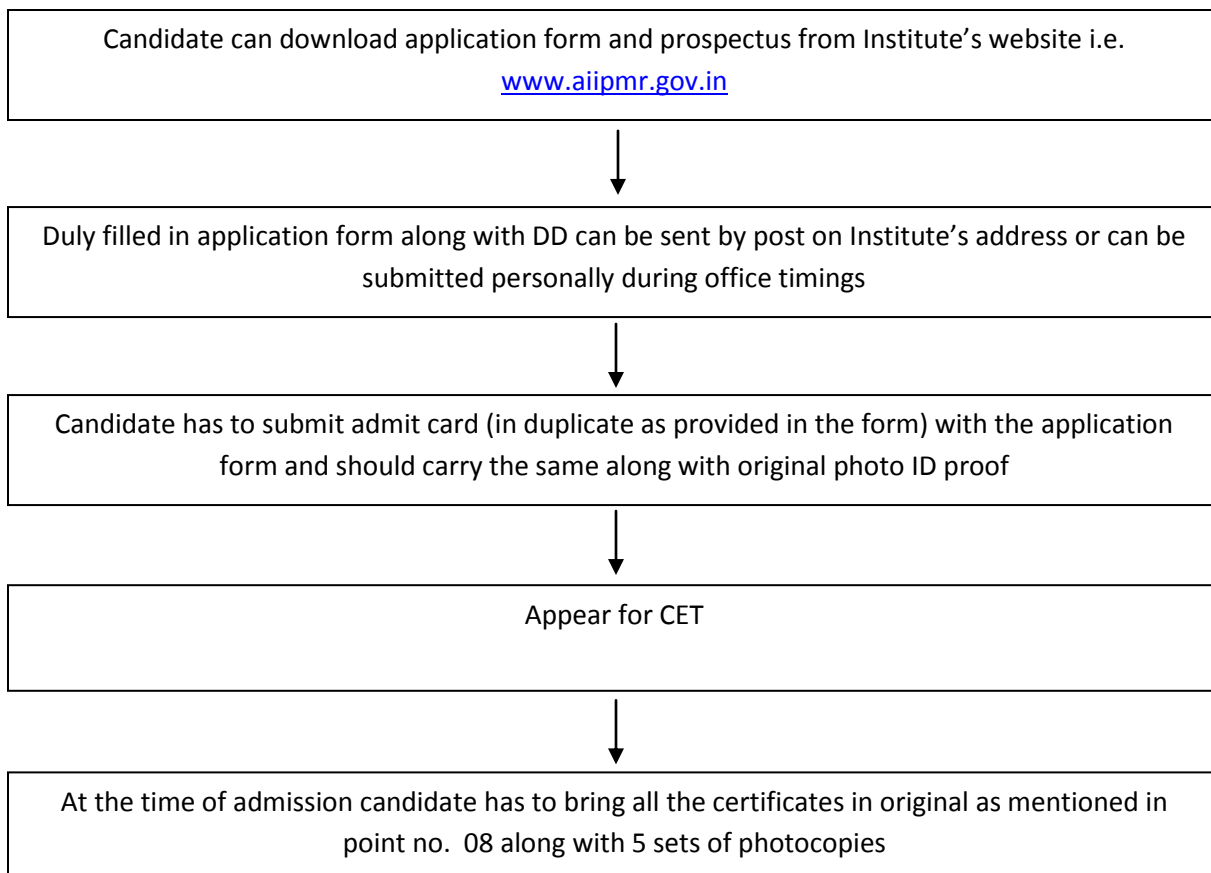 Candidate can download application form and prospectus from Institute’s website i.e.
www.aiipmr.gov.in
Duly filled in application form along with DD can be sent by post on Institute’s address or can be
submitted personally during office timings
Candidate has to submit admit card (in duplicate as provided in the form) with the application
form and should carry the same along with original photo ID proof
Appear for CET
At the time of admission candidate has to bring all the certificates in original as mentioned in
point no.  08 along with 5 sets of photocopies